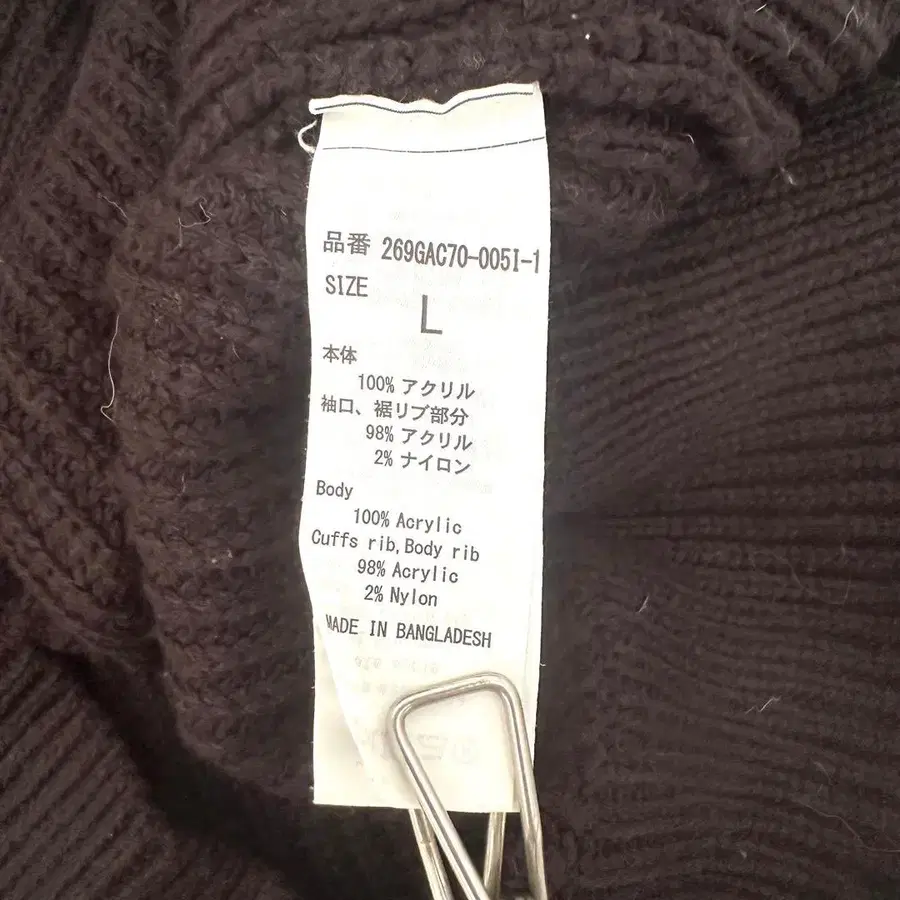 品番 269GAC70-005I-1
SIZE
L
本体
100% アクリル
袖口、裾リブ部分
98% アクリル
2% ナイロン
Body
100% Acrylic
Cuffs rib,Body rib
98% Acrylic
2% Nylon
MADE IN BANGLADESH